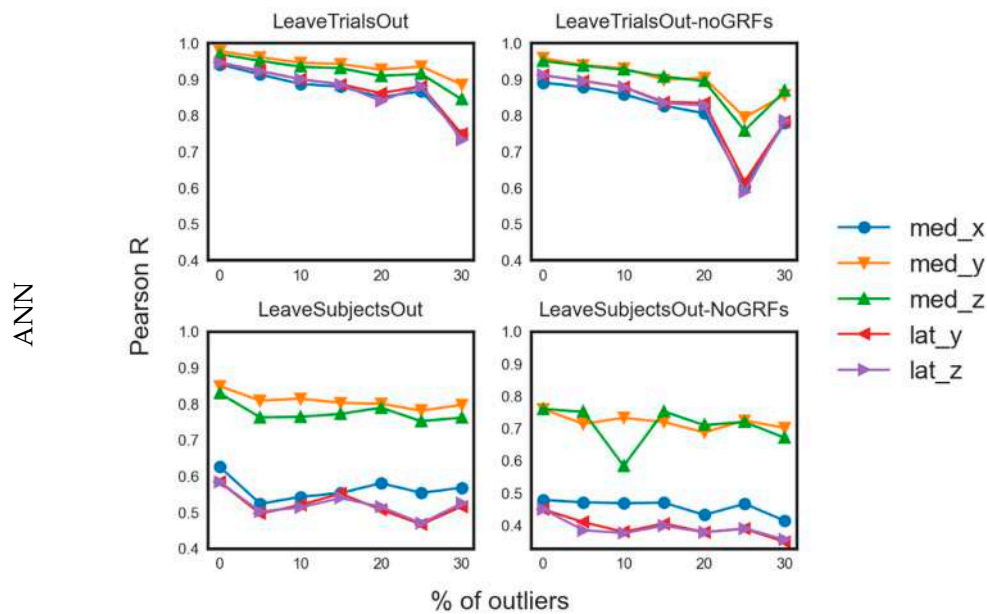 LeaveTrialsOut
LeaveTrialsOut-noGRFs
1.0
0.9
0.8
0.7
0.6
0.5
0.4
0 10 20 30
1.0
0.9
0.8
0.7
0.6
0.5
0.4
0 10 20 30
LeaveSubjectsOut
LeaveSubjectsOut-NoGRFs
1.0
0.9
0.8
0.7
0.6
0.5
0.4
0 10 20 30
1.0
0.9
0.8
0.7
0.6
0.5
0.4
0 10 20 30
ANN
Pearson R
% of outliers
med_x
med_y
med_z
lat_y
lat_z